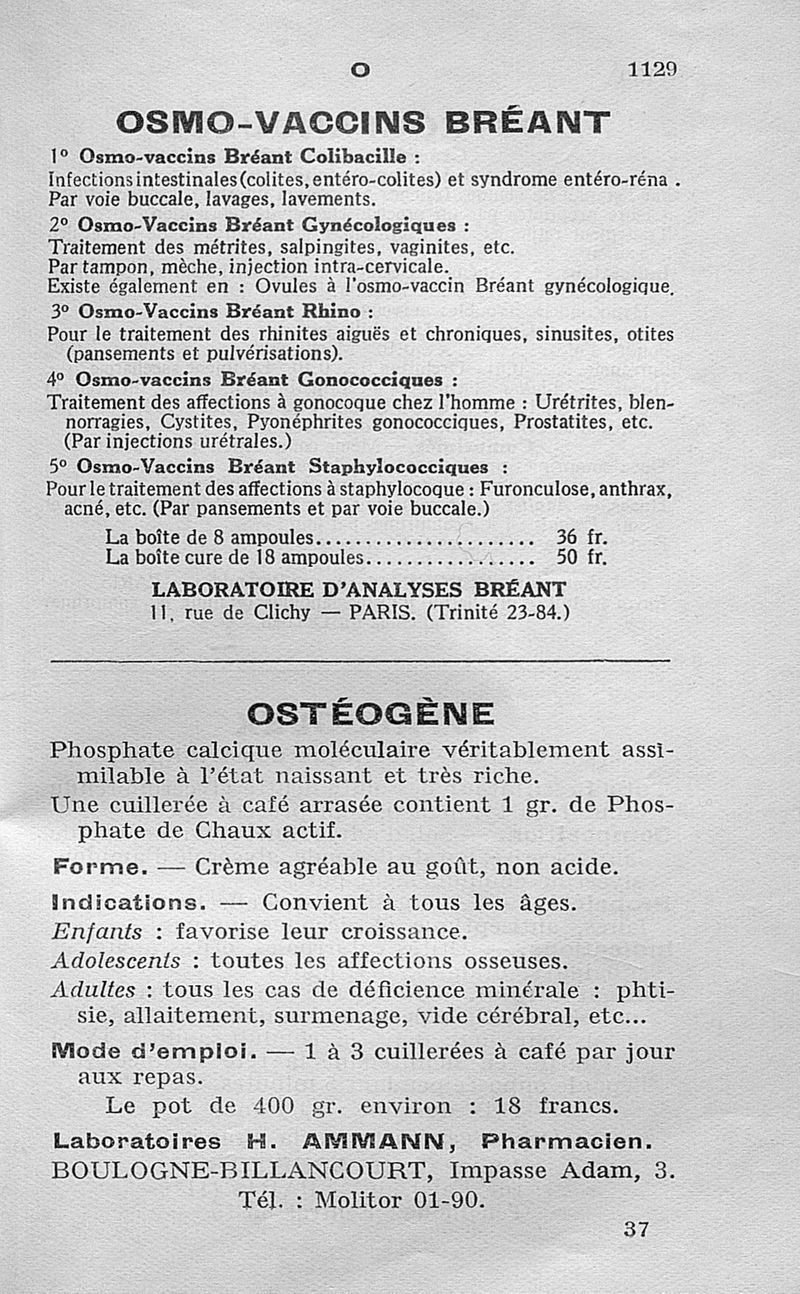 O 1129
OSMO-VACCINS BRÉANT
1° Osmo-vaccins Bréant Colibacille :
Infections intestinales (colites, entéro-colites) et syndrome entéro-réna .
Par voie buccale, lavages, lavements.
2° Osmo-Vaccins Bréant Gynécologiques :
Traitement des métrites, salpingites, vaginites, etc.
Par tampon, mèche, injection intra-cervicale.
Existe également en : Ovules à l'osmo-vaccin Bréant gynécologique.
3° Osmo-Vaccins Bréant Rhino :
Pour le traitement des rhinites aiguës et chroniques, sinusites, otites
(pansements et pulvérisations).
4° Osmo-vaccins Bréant Gonococciques :
Traitement des affections à gonocoque chez l'homme : Urétrites, blen-
norragies, Cystites, Pyonéphrites gonococciques, Prostatites, etc.
(Par injections urétrales.)
5° Osmo-Vaccins Bréant Staphylococciques :
Pour le traitement des affections à staphylocoque : Furonculose, anthrax,
acné, etc. (Par pansements et par voie buccale.)
La boîte de 8 ampoules...................... 36 fr.
La boîte cure de 18 ampoules................. 50 fr.
LABORATOIRE D'ANALYSES BRÉANT
11, rue de Clichy — PARIS. (Trinité 23-84.)
OSTÉOGÈNE
Phosphate calcique moléculaire véritablement assi-
milable à l'état naissant et très riche.
Une cuillerée à café arrasée contient 1 gr. de Phos-
phate de Chaux actif.
Forme. — Crème agréable au goût, non acide.
Indications. — Convient à tous les âges.
Enfants : favorise leur croissance.
Adolescents : toutes les affections osseuses.
Adultes : tous les cas de déficience minérale : phti-
sie, allaitement, surmenage, vide cérébral, etc...
Mode d'emploi. — 1 à 3 cuillerées à café par jour
aux repas.
Le pot de 400 gr. environ : 18 francs.
Laboratoires H. AMMANN, Pharmacien.
BOULOGNE-BILLANCOURT, Impasse Adam, 3.
Tél. : Molitor 01-90.
37